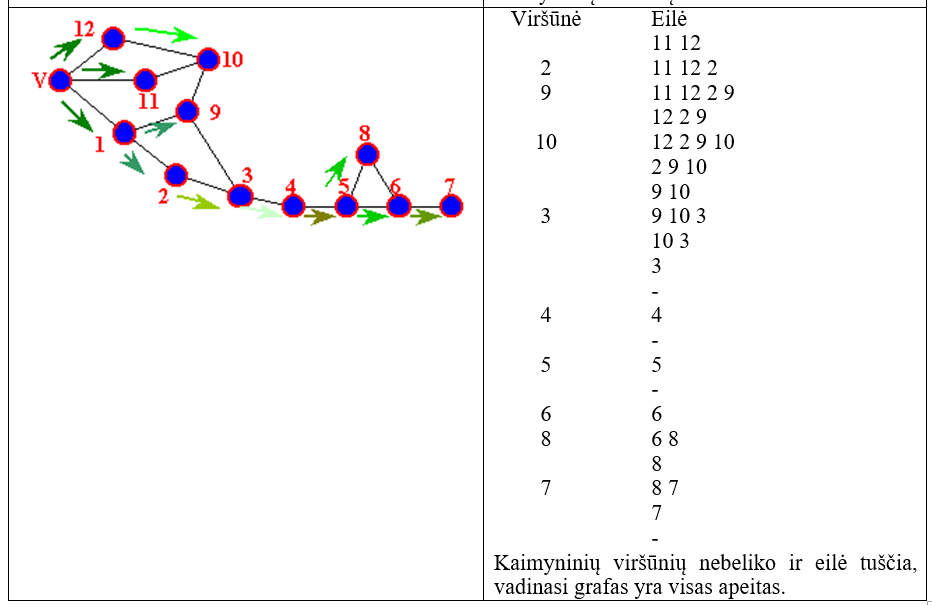 12
10
V
11
9
1
8
2
3
4
5
6
7
Viršūnė Eilė
11 12
2 11 12 2
9 11 12 2 9
12 2 9
10 12 2 9 10
2 9 10
9 10
3 9 10 3
10 3
3
-
4 4
-
5 5
-
6 6
8 6 8
8
7 8 7
7
-
Kaimyninių viršūnių nebeliko ir eilė tuščia,
vadinasi grafas yra visas apeitas.